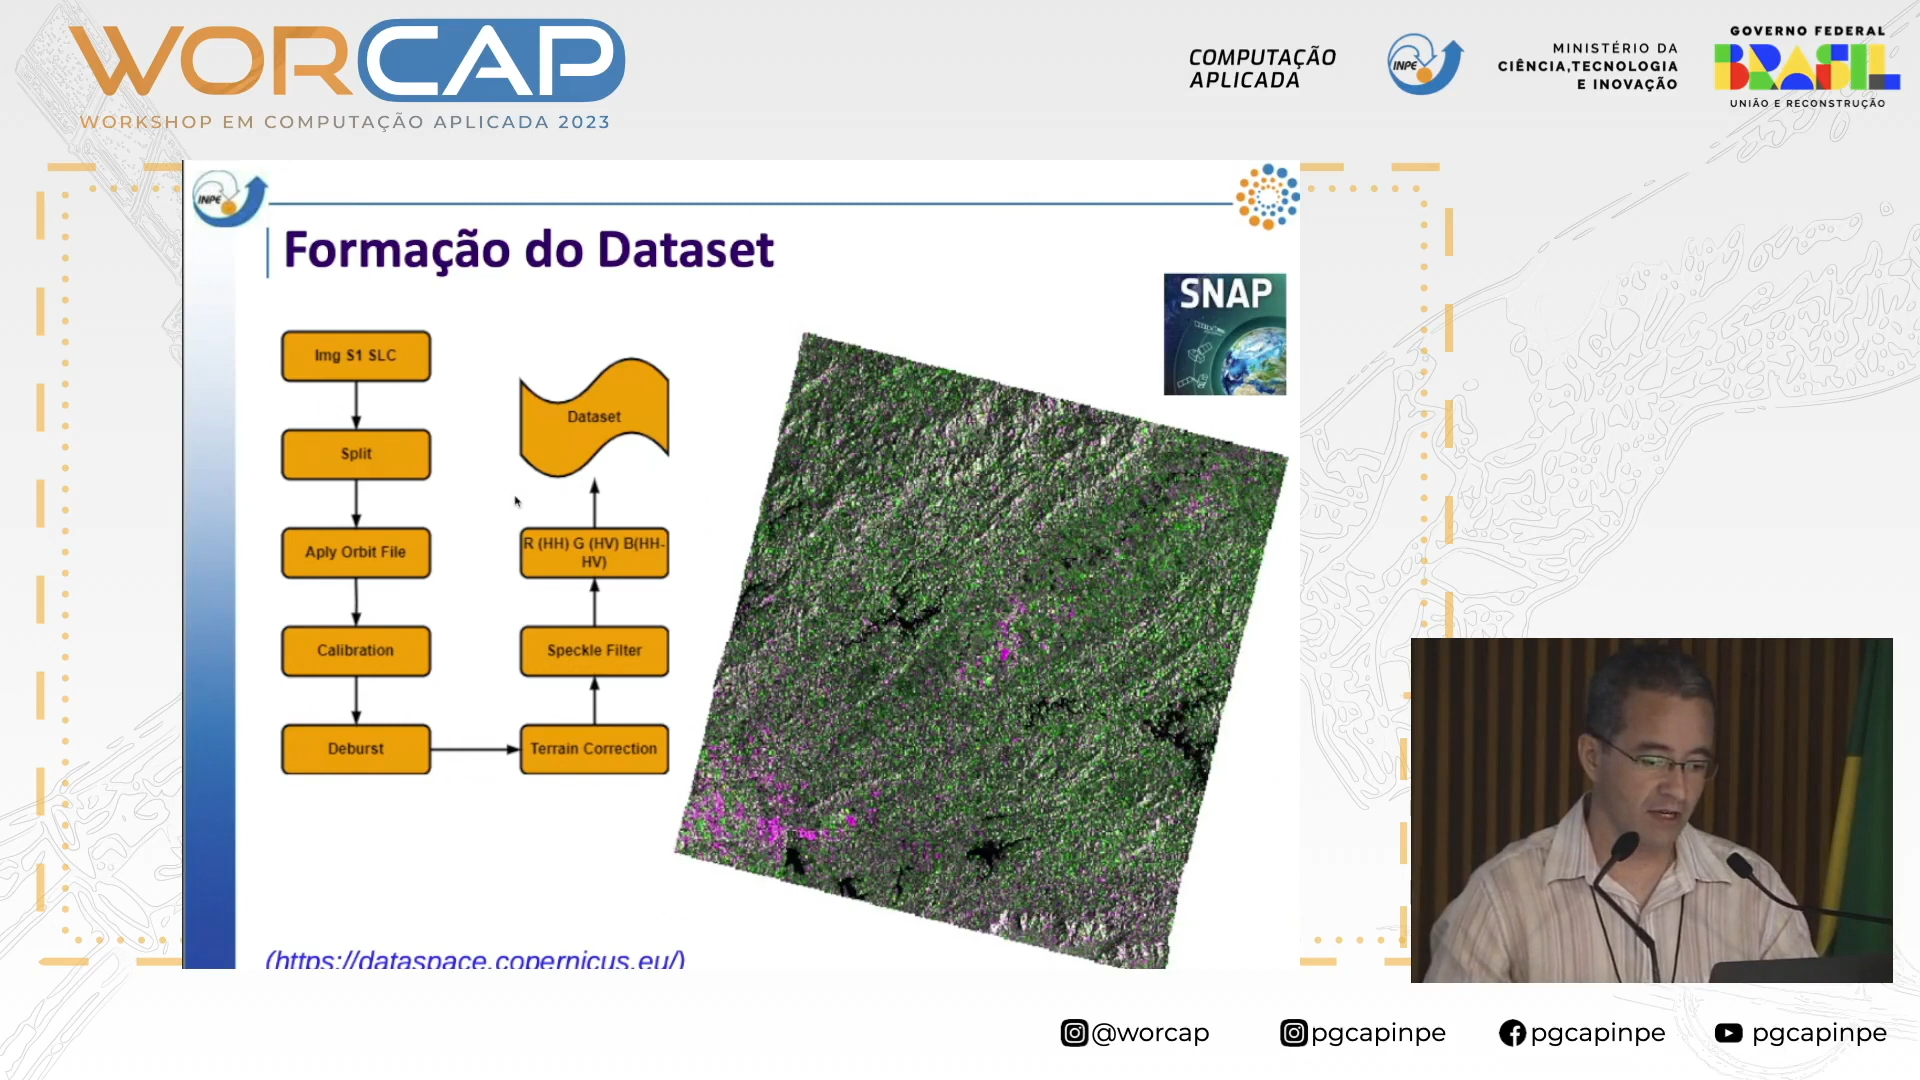 WORCAP
WORKSHOP EM COMPUTAÇÃO APLICADA 2023
COMPUTAÇÃO
APLICADA
INPE
MINISTÉRIO DA
CIÊNCIA,TECNOLOGIA
E INOVAÇÃO
GOVERNO FEDERAL
BRASIL
UNIÃO E RECONSTRUÇÃO
INPE
Formação do Dataset
SNAP
Img S1 SLC
Split
Aply Orbit File
Calibration
Deburst
Terrain Correction
Speckle Filter
R (HH) G (HV) B(HH-
HV)
Dataset
(https://dataspace.copernicus.eu/)
@worcap
pgcapinpe
pgcapinpe
pgcapinpe